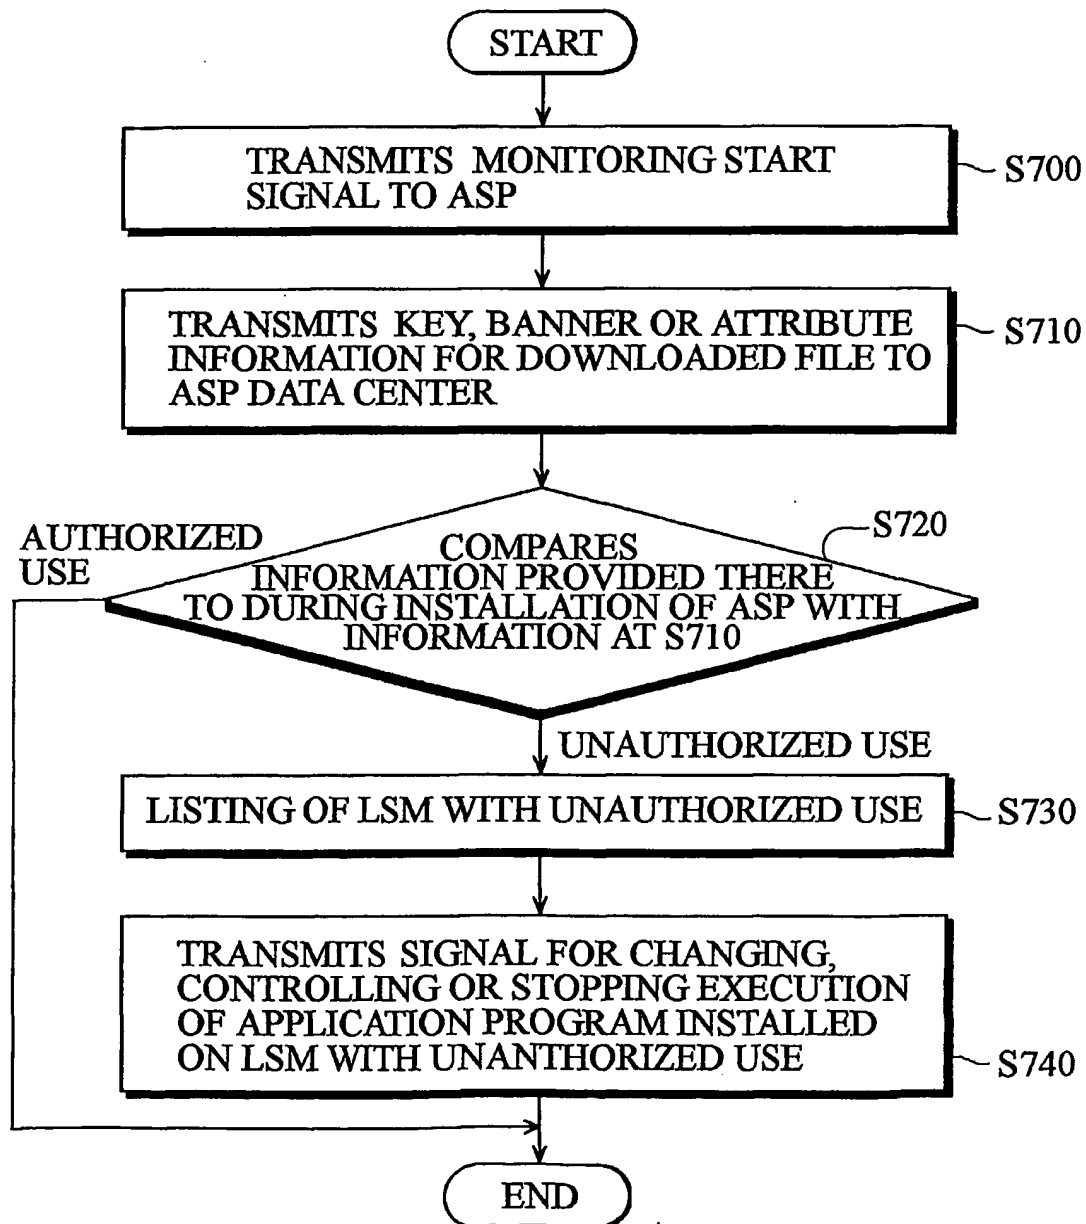 START
TRANSMITS MONITORING START
SIGNAL TO ASP
S700
TRANSMITS KEY, BANNER OR ATTRIBUTE
INFORMATION FOR DOWNLOADED FILE TO
ASP DATA CENTER
S710
AUTHORIZED
USE
S720
COMPARES
INFORMATION PROVIDED THERE
TO DURING INSTALLATION OF ASP WITH
INFORMATION AT S710
UNAUTHORIZED USE
LISTING OF LSM WITH UNAUTHORIZED USE
S730
TRANSMITS SIGNAL FOR CHANGING,
CONTROLLING OR STOPPING EXECUTION
OF APPLICATION PROGRAM INSTALLED
ON LSM WITH UNANTHORIZED USE
S740
END